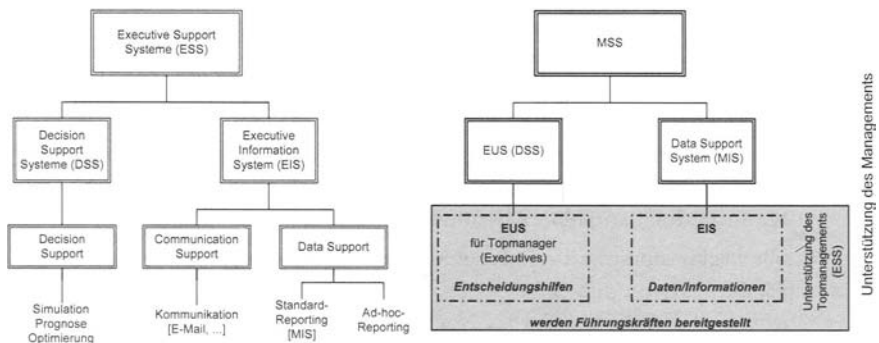 Executive Support
Systeme (ESS)
Decision
Support
Systeme (DSS)
Executive
Information
System (EIS)
Decision
Support
Communication
Support
Data Support
Simulation
Prognose
Optimierung
Kommunikation
[E-Mail, ...]
Standard-
Reporting
[MIS]
Ad-hoc-
Reporting
MSS
EUS (DSS)
Data Support
System (MIS)
EUS
für Topmanager
(Executives)
Entscheidungshilfen
EIS
Daten/Informationen
werden Führungskräften bereitgestellt
Unterstützung des
Topmanagements
(ESS)
Unterstützung des Managements